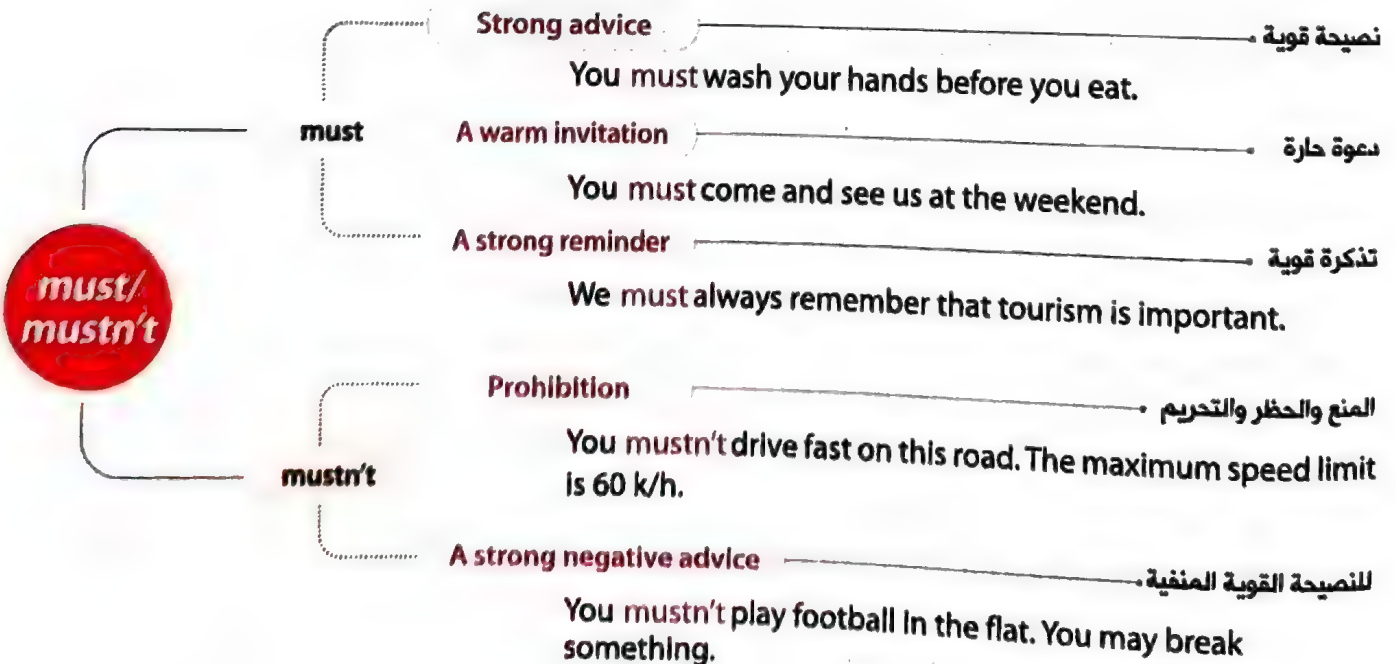 Strong advice نصيحة قوية
You must wash your hands before you eat.
must A warm invitation دعوة حارة
You must come and see us at the weekend.
A strong reminder تذكرة قوية
We must always remember that tourism is important.
must/
mustn't
Prohibition المنع والحظر والتحريم
You mustn't drive fast on this road. The maximum speed limit
mustn't is 60 k/h.
A strong negative advice للنصيحة القوية المنفية
You mustn't play football in the flat. You may break
something.